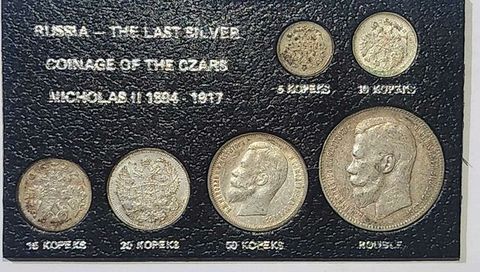 RUSSIA – THE LAST SILVER
COINAGE OF THE CZARS
NICHOLAS II 1894 - 1917
5 KOPEKS
10 KOPEKS
15 KOPEKS
20 KOPEKS
50 KOPEKS
ROUBLE